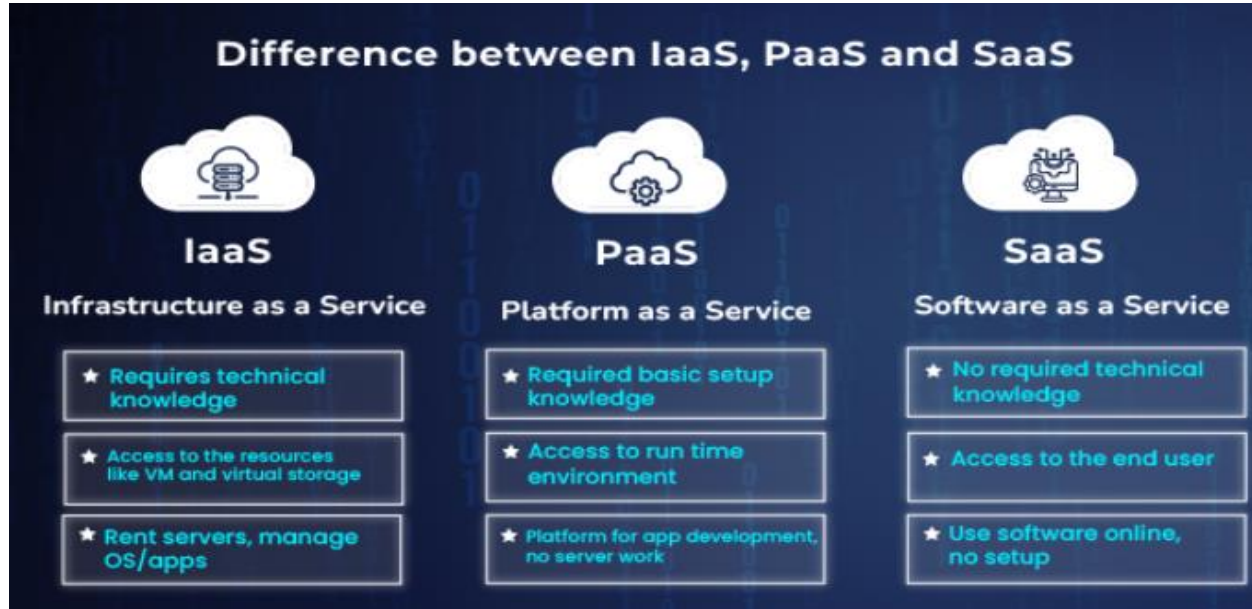 Difference between IaaS, PaaS and SaaS
IaaS
Infrastructure as a Service
★ Requires technical
knowledge
★ Access to the resources
like VM and virtual storage
★ Rent servers, manage
OS/apps
PaaS
Platform as a Service
★ Required basic setup
knowledge
★ Access to run time
environment
★ Platform for app development,
no server work
SaaS
Software as a Service
★ No required technical
knowledge
★ Access to the end user
★ Use software online,
no setup